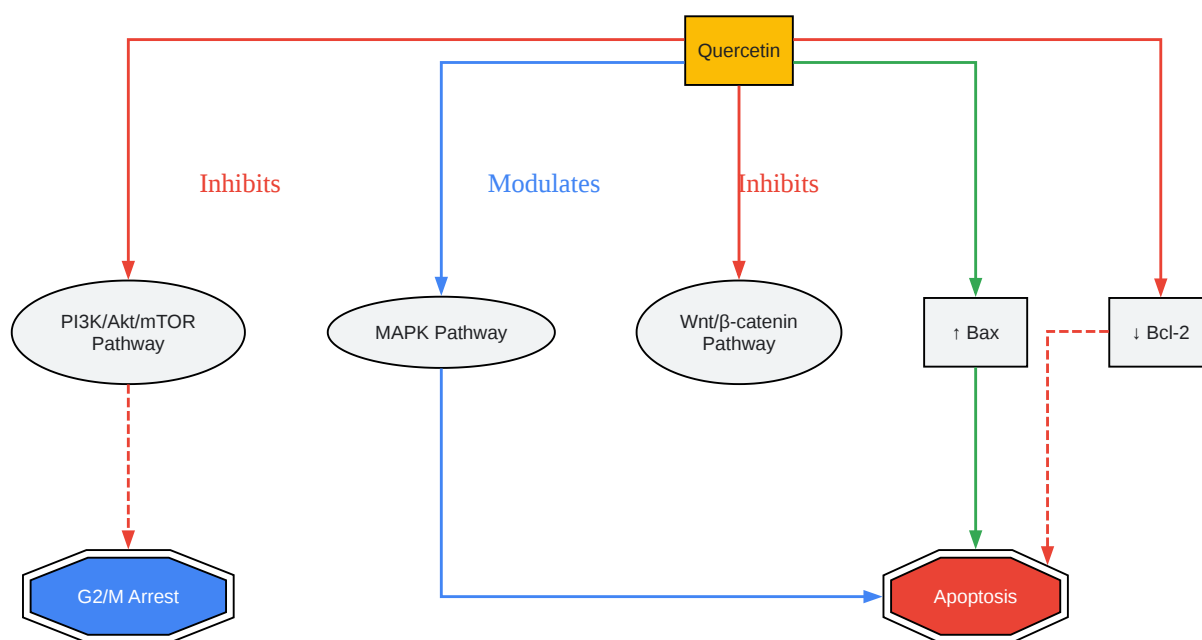 Quercetin
Inhibits
Modulates
Inhibits
PI3K/Akt/mTOR
Pathway
MAPK Pathway
Wnt/β-catenin
Pathway
↑ Bax
↓ Bcl-2
G2/M Arrest
Apoptosis